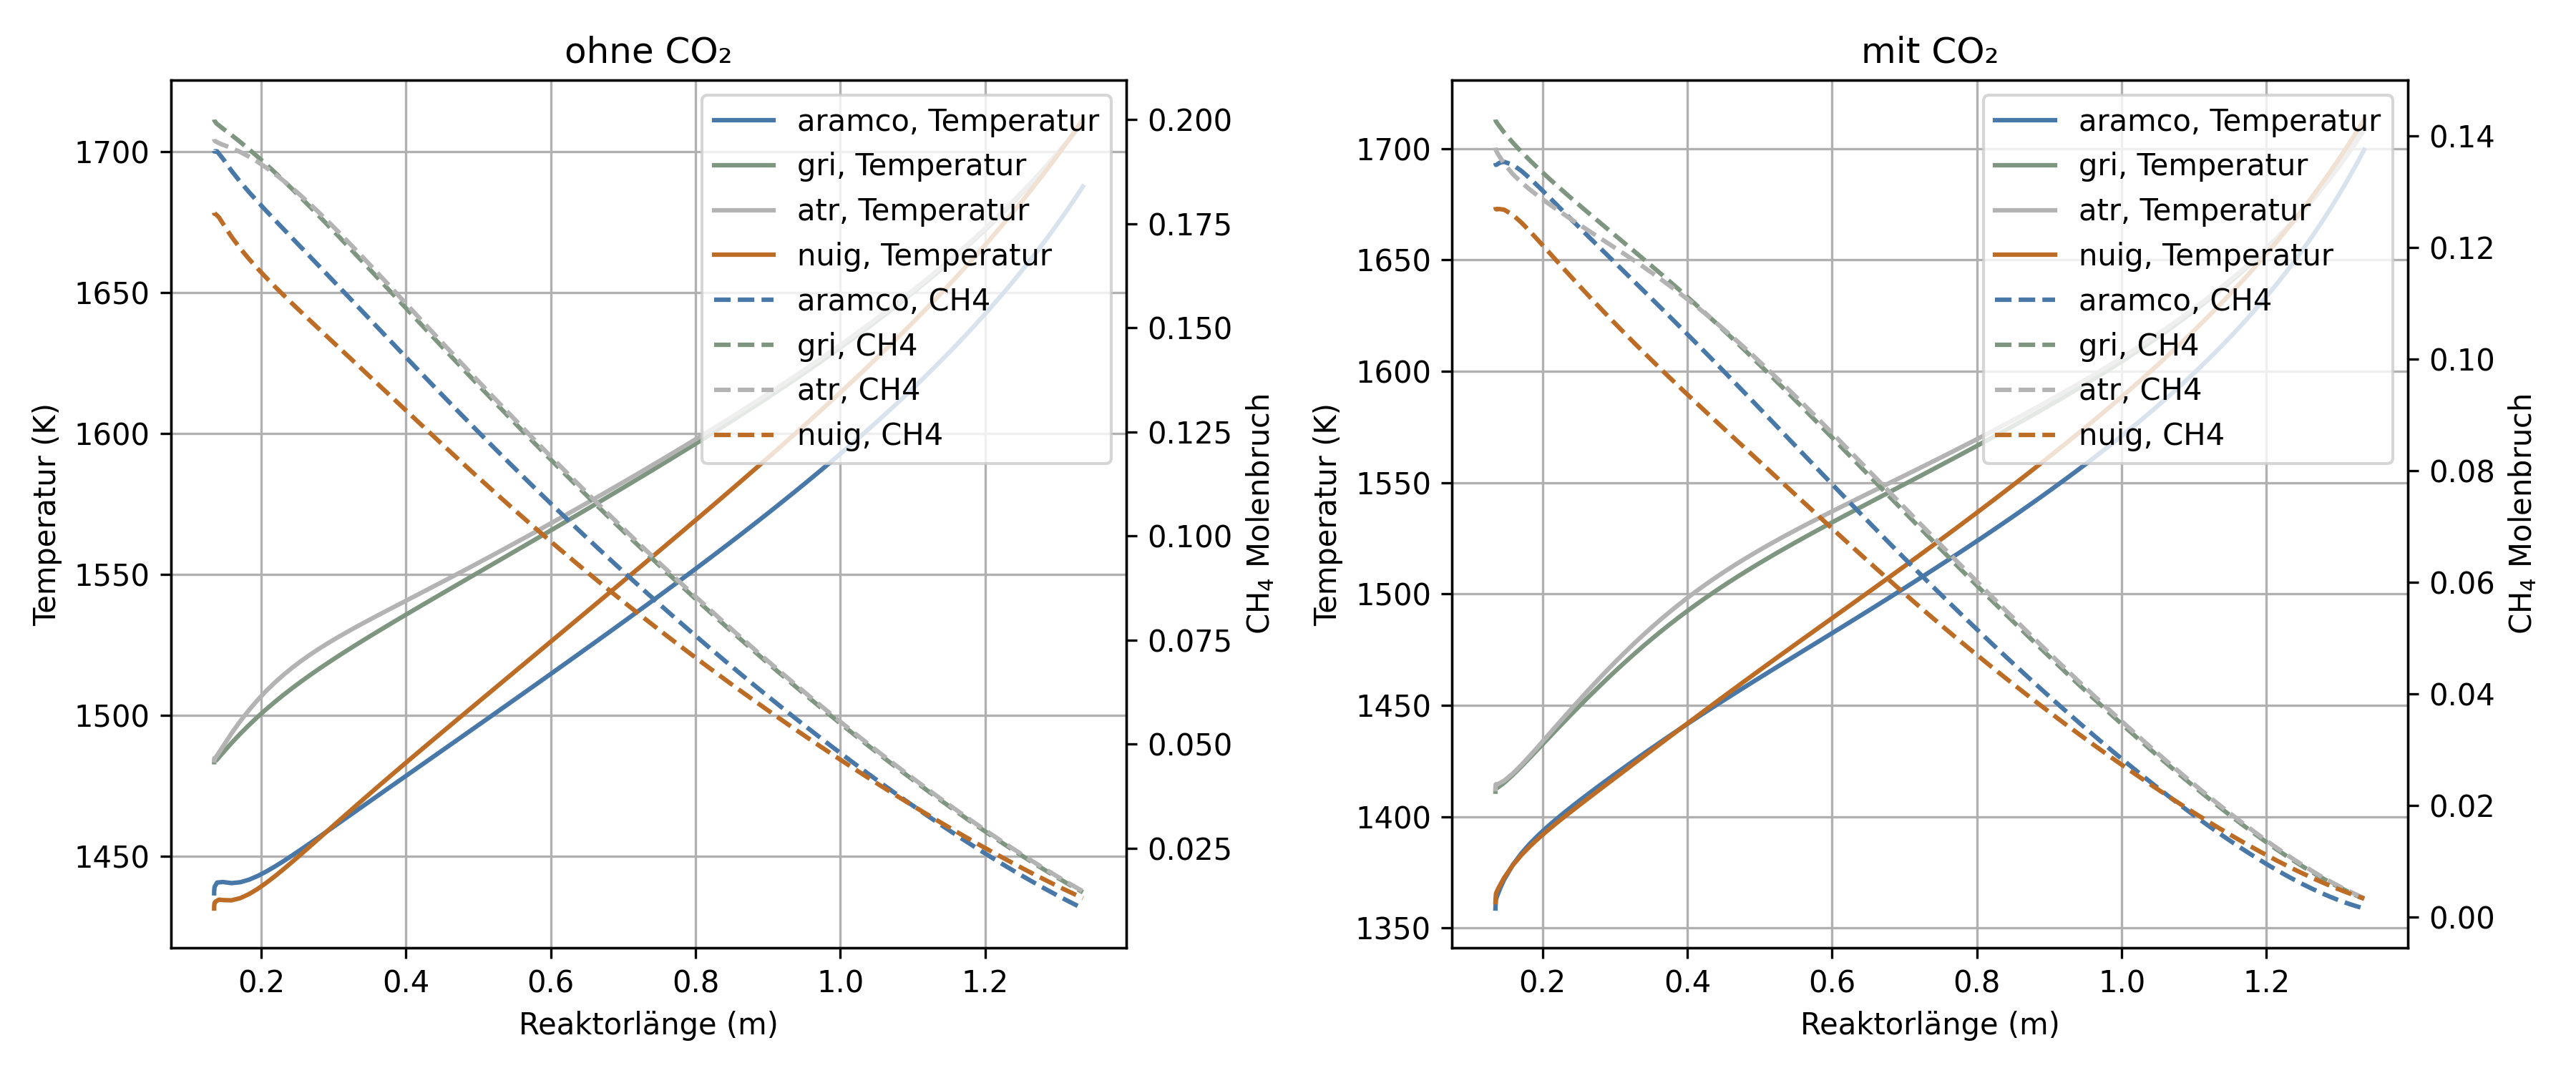 ohne CO₂
Temperatur (K)
1700
1650
1600
1550
1500
1450
aramco, Temperatur
gri, Temperatur
atr, Temperatur
nuig, Temperatur
aramco, CH4
gri, CH4
atr, CH4
nuig, CH4
0.200
0.175
0.150
0.125
0.100
0.075
0.050
0.025
CH₄ Molenbruch
0.2 0.4 0.6 0.8 1.0 1.2
Reaktorlänge (m)
mit CO₂
Temperatur (K)
1700
1650
1600
1550
1500
1450
1400
1350
aramco, Temperatur
gri, Temperatur
atr, Temperatur
nuig, Temperatur
aramco, CH4
gri, CH4
atr, CH4
nuig, CH4
0.14
0.12
0.10
0.08
0.06
0.04
0.02
0.00
CH₄ Molenbruch
0.2 0.4 0.6 0.8 1.0 1.2
Reaktorlänge (m)